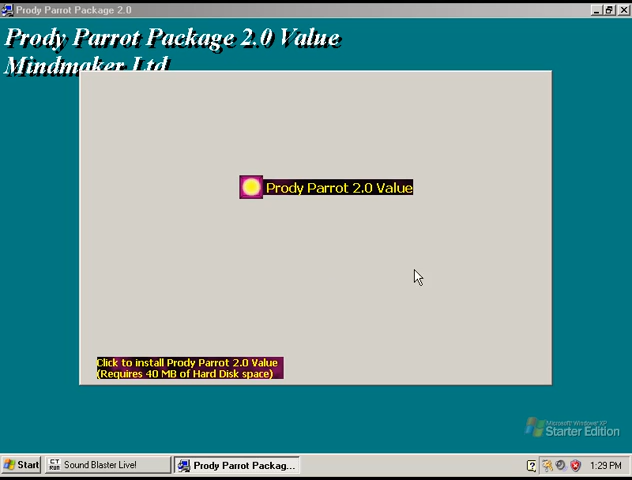 Prody Parrot Package 2.0
Prody Parrot Package 2.0 Value
Mindmaker Ltd
Prody Parrot 2.0 Value
Click to install Prody Parrot 2.0 Value
(Requires 40 MB of Hard Disk space)
Microsoft Windows XP
Starter Edition
Start
CT
RUN
Sound Blaster Live!
Prody Parrot Packag...
?
1:29 PM